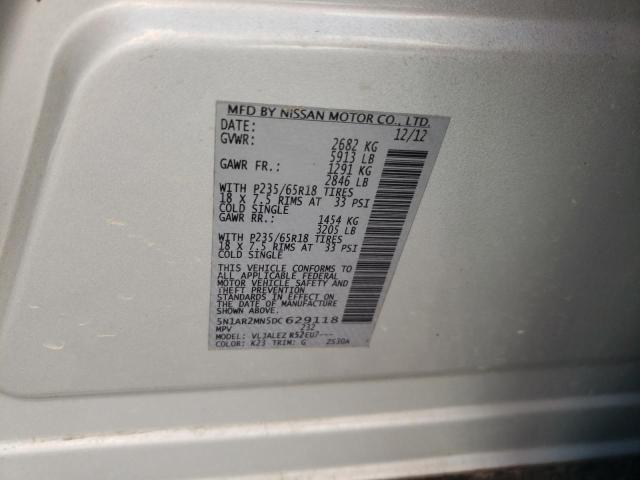 MFD BY NISSAN MOTOR CO., LTD.
DATE: 12/12
GVWR: 2682 KG
5913 LB
GAWR FR.: 1291 KG
2846 LB
WITH P235/65R18 TIRES
18 X 7.5 RIMS AT 33 PSI
COLD SINGLE
GAWR RR.: 1454 KG
3205 LB
WITH P235/65R18 TIRES
18 X 7.5 RIMS AT 33 PSI
COLD SINGLE
THIS VEHICLE CONFORMS TO
ALL APPLICABLE FEDERAL
MOTOR VEHICLE SAFETY AND
THEFT PREVENTION
STANDARDS IN EFFECT ON
THE DATE OF MANUFACTURE
SHOWN ABOVE.
5N1AR2MN5DC629118
MPV 232
MODEL: VLJALEZ R52EU7---
COLOR: K23 TRIM: G 2S30A